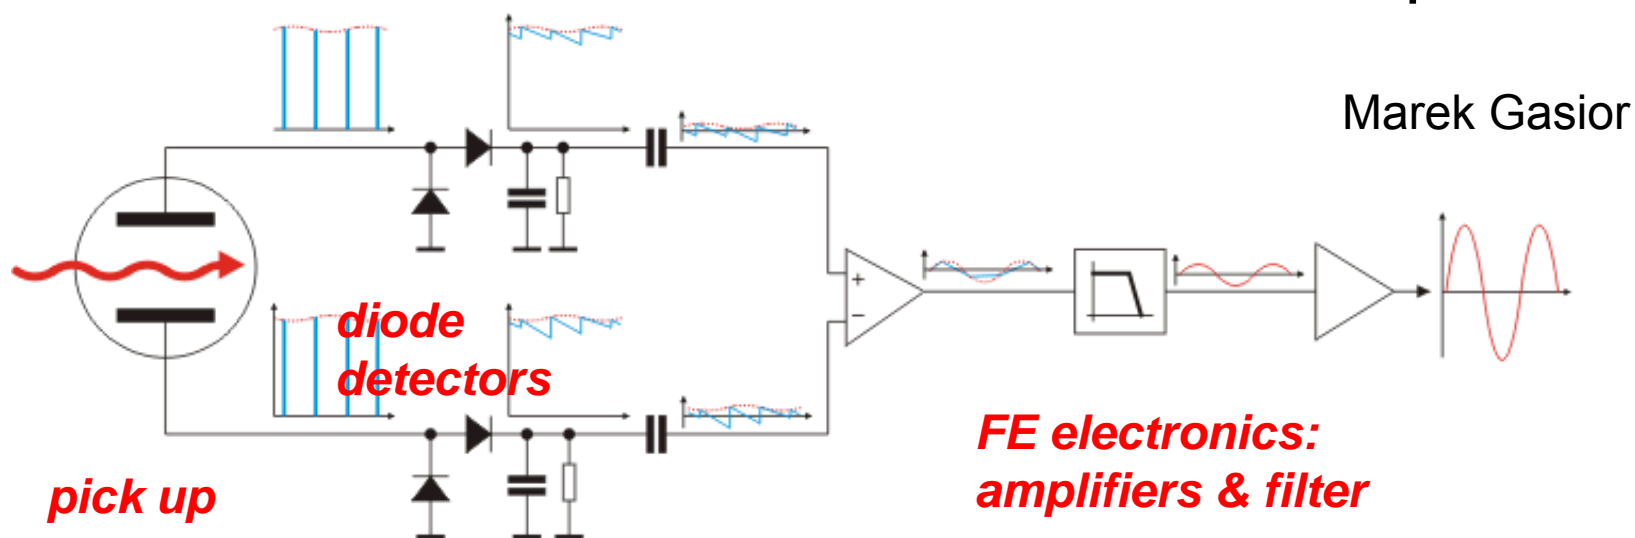 Marek Gasior
diode
detectors
+
−
FE electronics:
amplifiers & filter
pick up